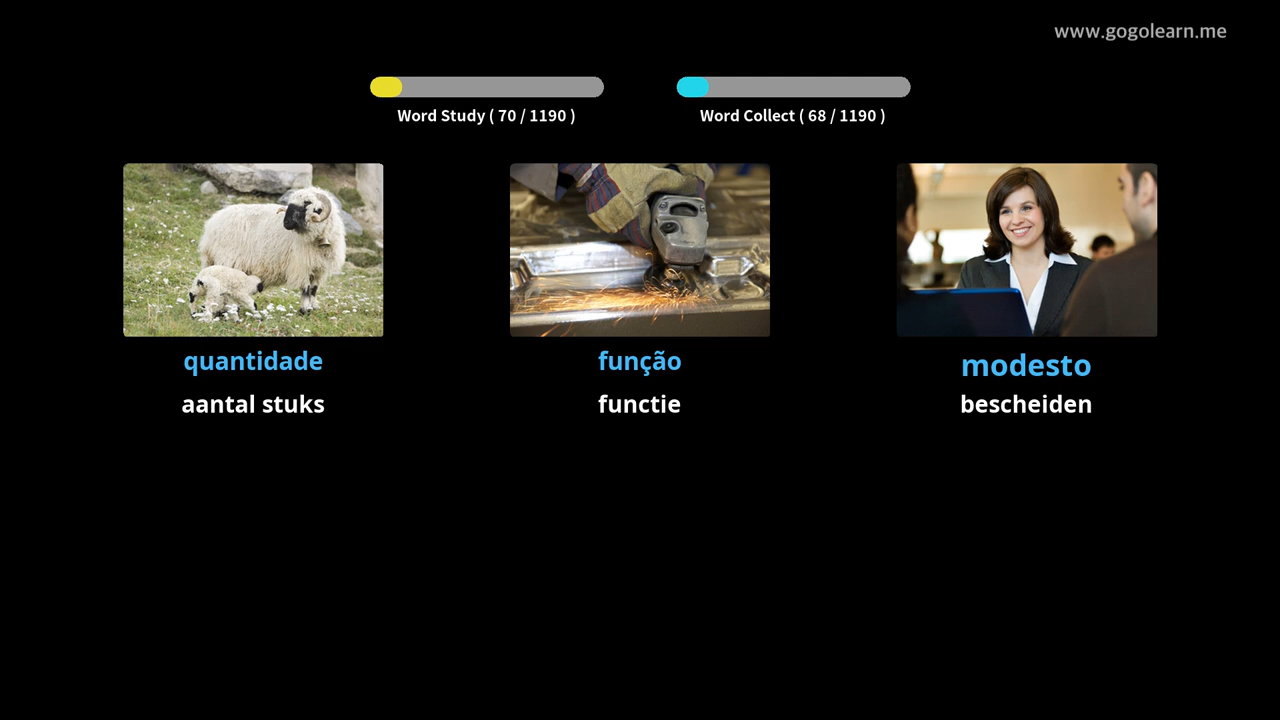 www.gogolearn.me
Word Study ( 70 / 1190 )
Word Collect ( 68 / 1190 )
quantidade
função
modesto
aantal stuks
functie
bescheiden